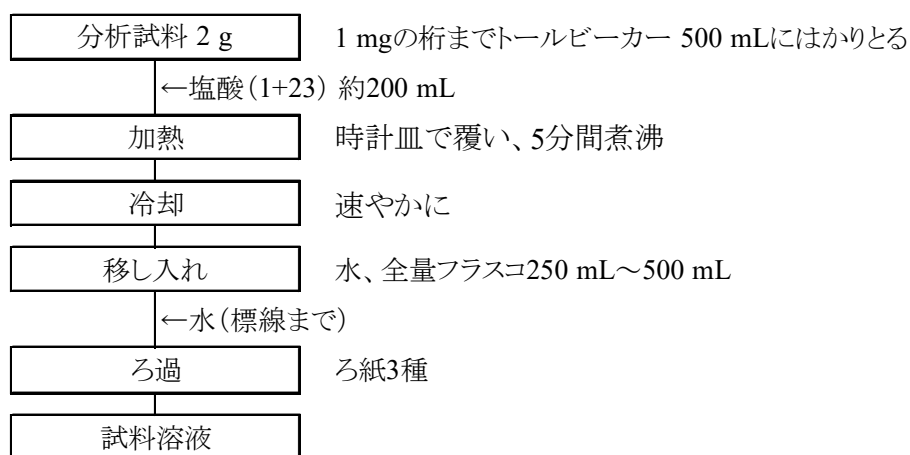 分析試料 2 g　1 mgの桁までトールビーカー 500 mLにはかりとる
←塩酸（1+23） 約200 mL
加熱　時計皿で覆い、5分間煮沸
冷却　速やかに
移し入れ　水、全量フラスコ250 mL～500 mL
←水（標線まで）
ろ過　ろ紙3種
試料溶液